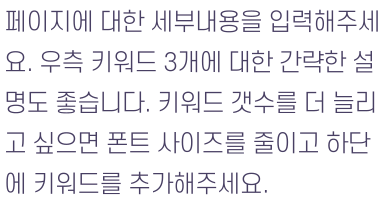 페이지에 대한 세부내용을 입력해주세
요. 우측 키워드 3개에 대한 간략한 설
명도 좋습니다. 키워드 갯수를 더 늘리
고 싶으면 폰트 사이즈를 줄이고 하단
에 키워드를 추가해주세요.